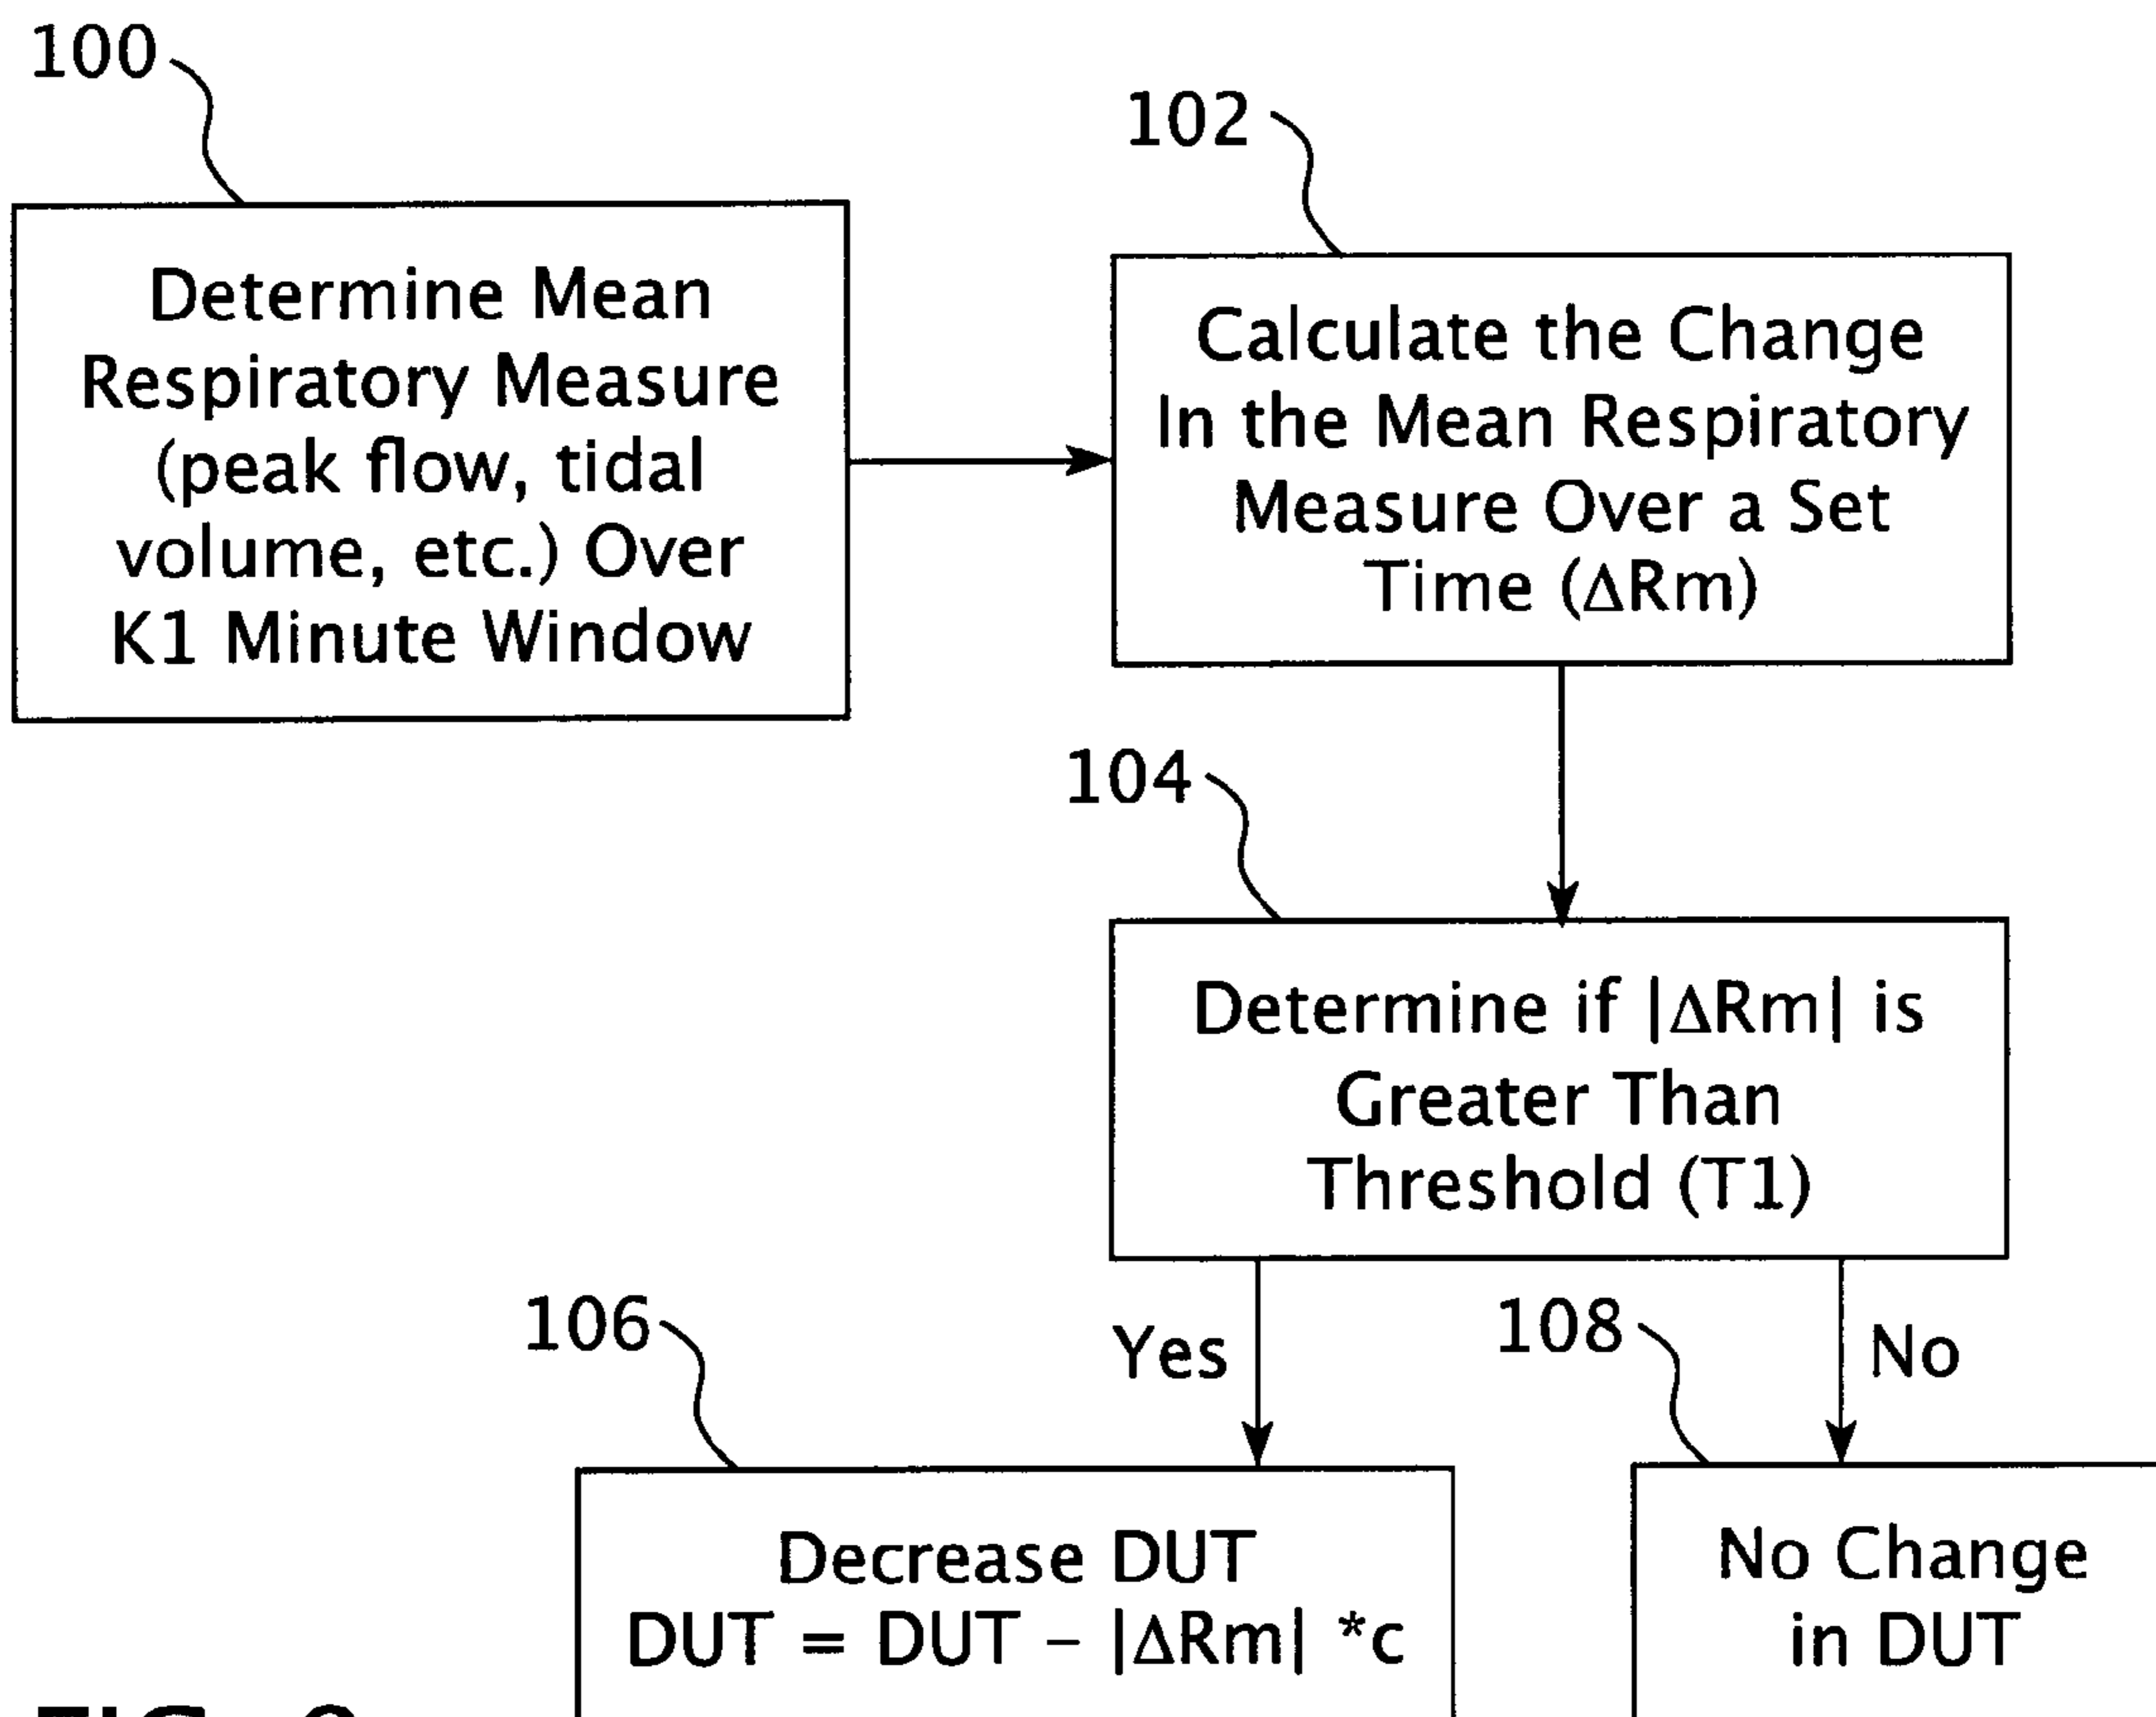 100
Determine Mean
Respiratory Measure
(peak flow, tidal
volume, etc.) Over
K1 Minute Window
102
Calculate the Change
In the Mean Respiratory
Measure Over a Set
Time (ΔRm)
104
Determine if |ΔRm| is
Greater Than
Threshold (T1)
Yes
No
106
Decrease DUT
DUT = DUT – |ΔRm| *c
108
No Change
in DUT